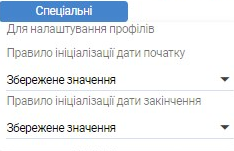 Спеціальні
Для налаштування профілів
Правило ініціалізації дати початку
Збережене значення
Правило ініціалізації дати закінчення
Збережене значення